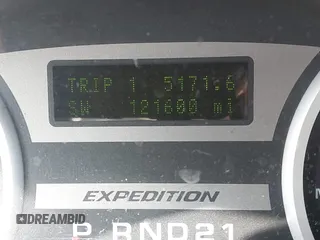 TRIP 1 5171.6
SW 121600 mi
EXPEDITION
P RND21
DREAMBID